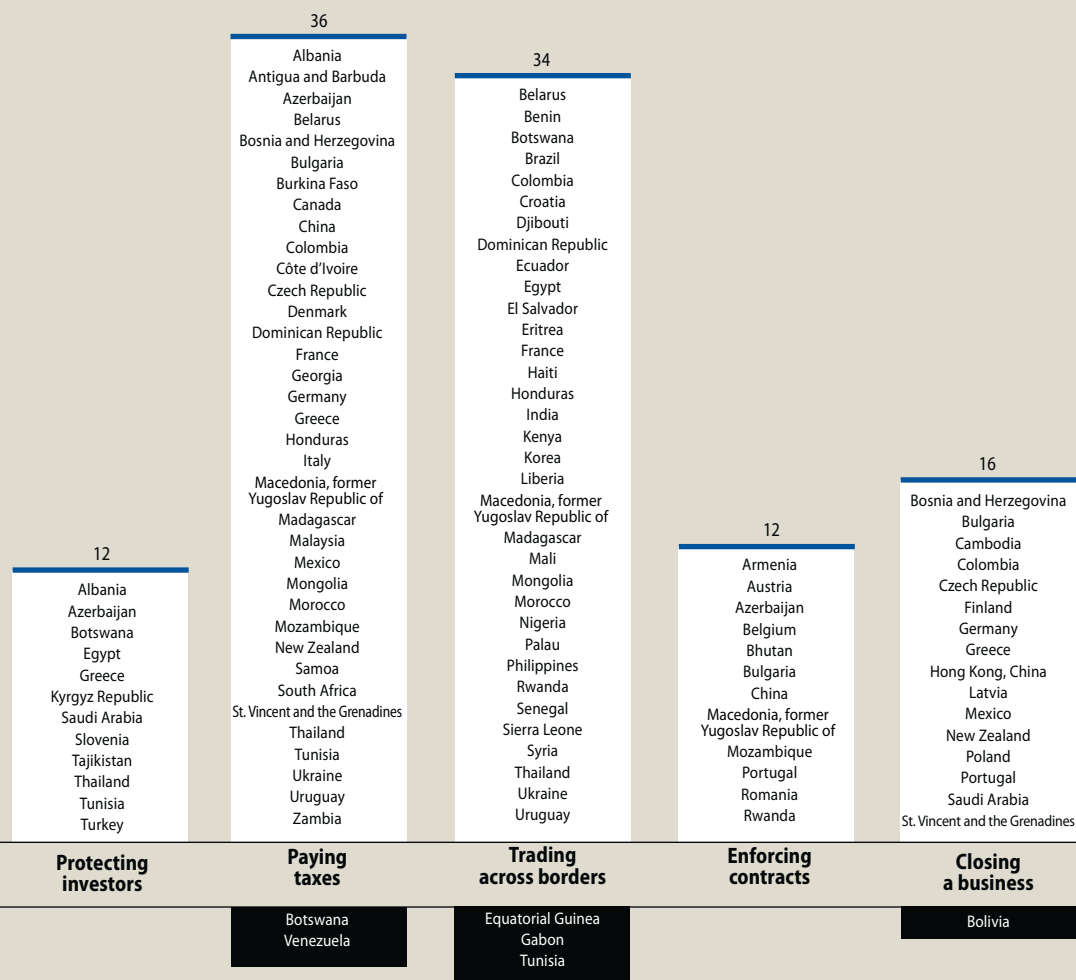 36
Albania
Antigua and Barbuda
Azerbaijan
Belarus
Bosnia and Herzegovina
Bulgaria
Burkina Faso
Canada
China
Colombia
Côte d’Ivoire
Czech Republic
Denmark
Dominican Republic
France
Georgia
Germany
Greece
Honduras
Italy
Macedonia, former
Yugoslav Republic of
Madagascar
Malaysia
Mexico
Mongolia
Morocco
Mozambique
New Zealand
Samoa
South Africa
St. Vincent and the Grenadines
Thailand
Tunisia
Ukraine
Uruguay
Zambia
34
Belarus
Benin
Botswana
Brazil
Colombia
Croatia
Djibouti
Dominican Republic
Ecuador
Egypt
El Salvador
Eritrea
France
Haiti
Honduras
India
Kenya
Korea
Liberia
Macedonia, former
Yugoslav Republic of
Madagascar
Mali
Mongolia
Morocco
Nigeria
Palau
Philippines
Rwanda
Senegal
Sierra Leone
Syria
Thailand
Ukraine
Uruguay
12
Albania
Azerbaijan
Botswana
Egypt
Greece
Kyrgyz Republic
Saudi Arabia
Slovenia
Tajikistan
Thailand
Tunisia
Turkey
12
Armenia
Austria
Azerbaijan
Belgium
Bhutan
Bulgaria
China
Macedonia, former
Yugoslav Republic of
Mozambique
Portugal
Romania
Rwanda
16
Bosnia and Herzegovina
Bulgaria
Cambodia
Colombia
Czech Republic
Finland
Germany
Greece
Hong Kong, China
Latvia
Mexico
New Zealand
Poland
Portugal
Saudi Arabia
St. Vincent and the Grenadines
Protecting
investors
Paying
taxes
Trading
across borders
Enforcing
contracts
Closing
a business
Botswana
Venezuela
Equatorial Guinea
Gabon
Tunisia
Bolivia